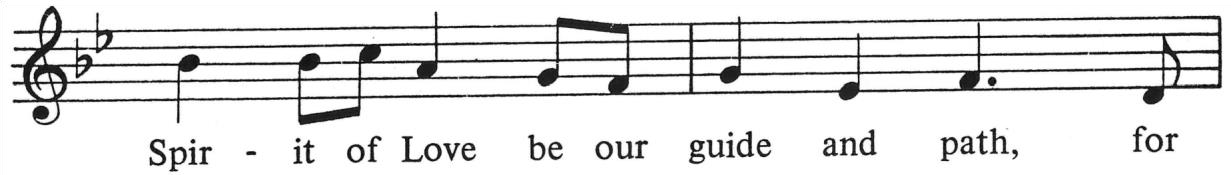 Spir - it of Love be our guide and path, for